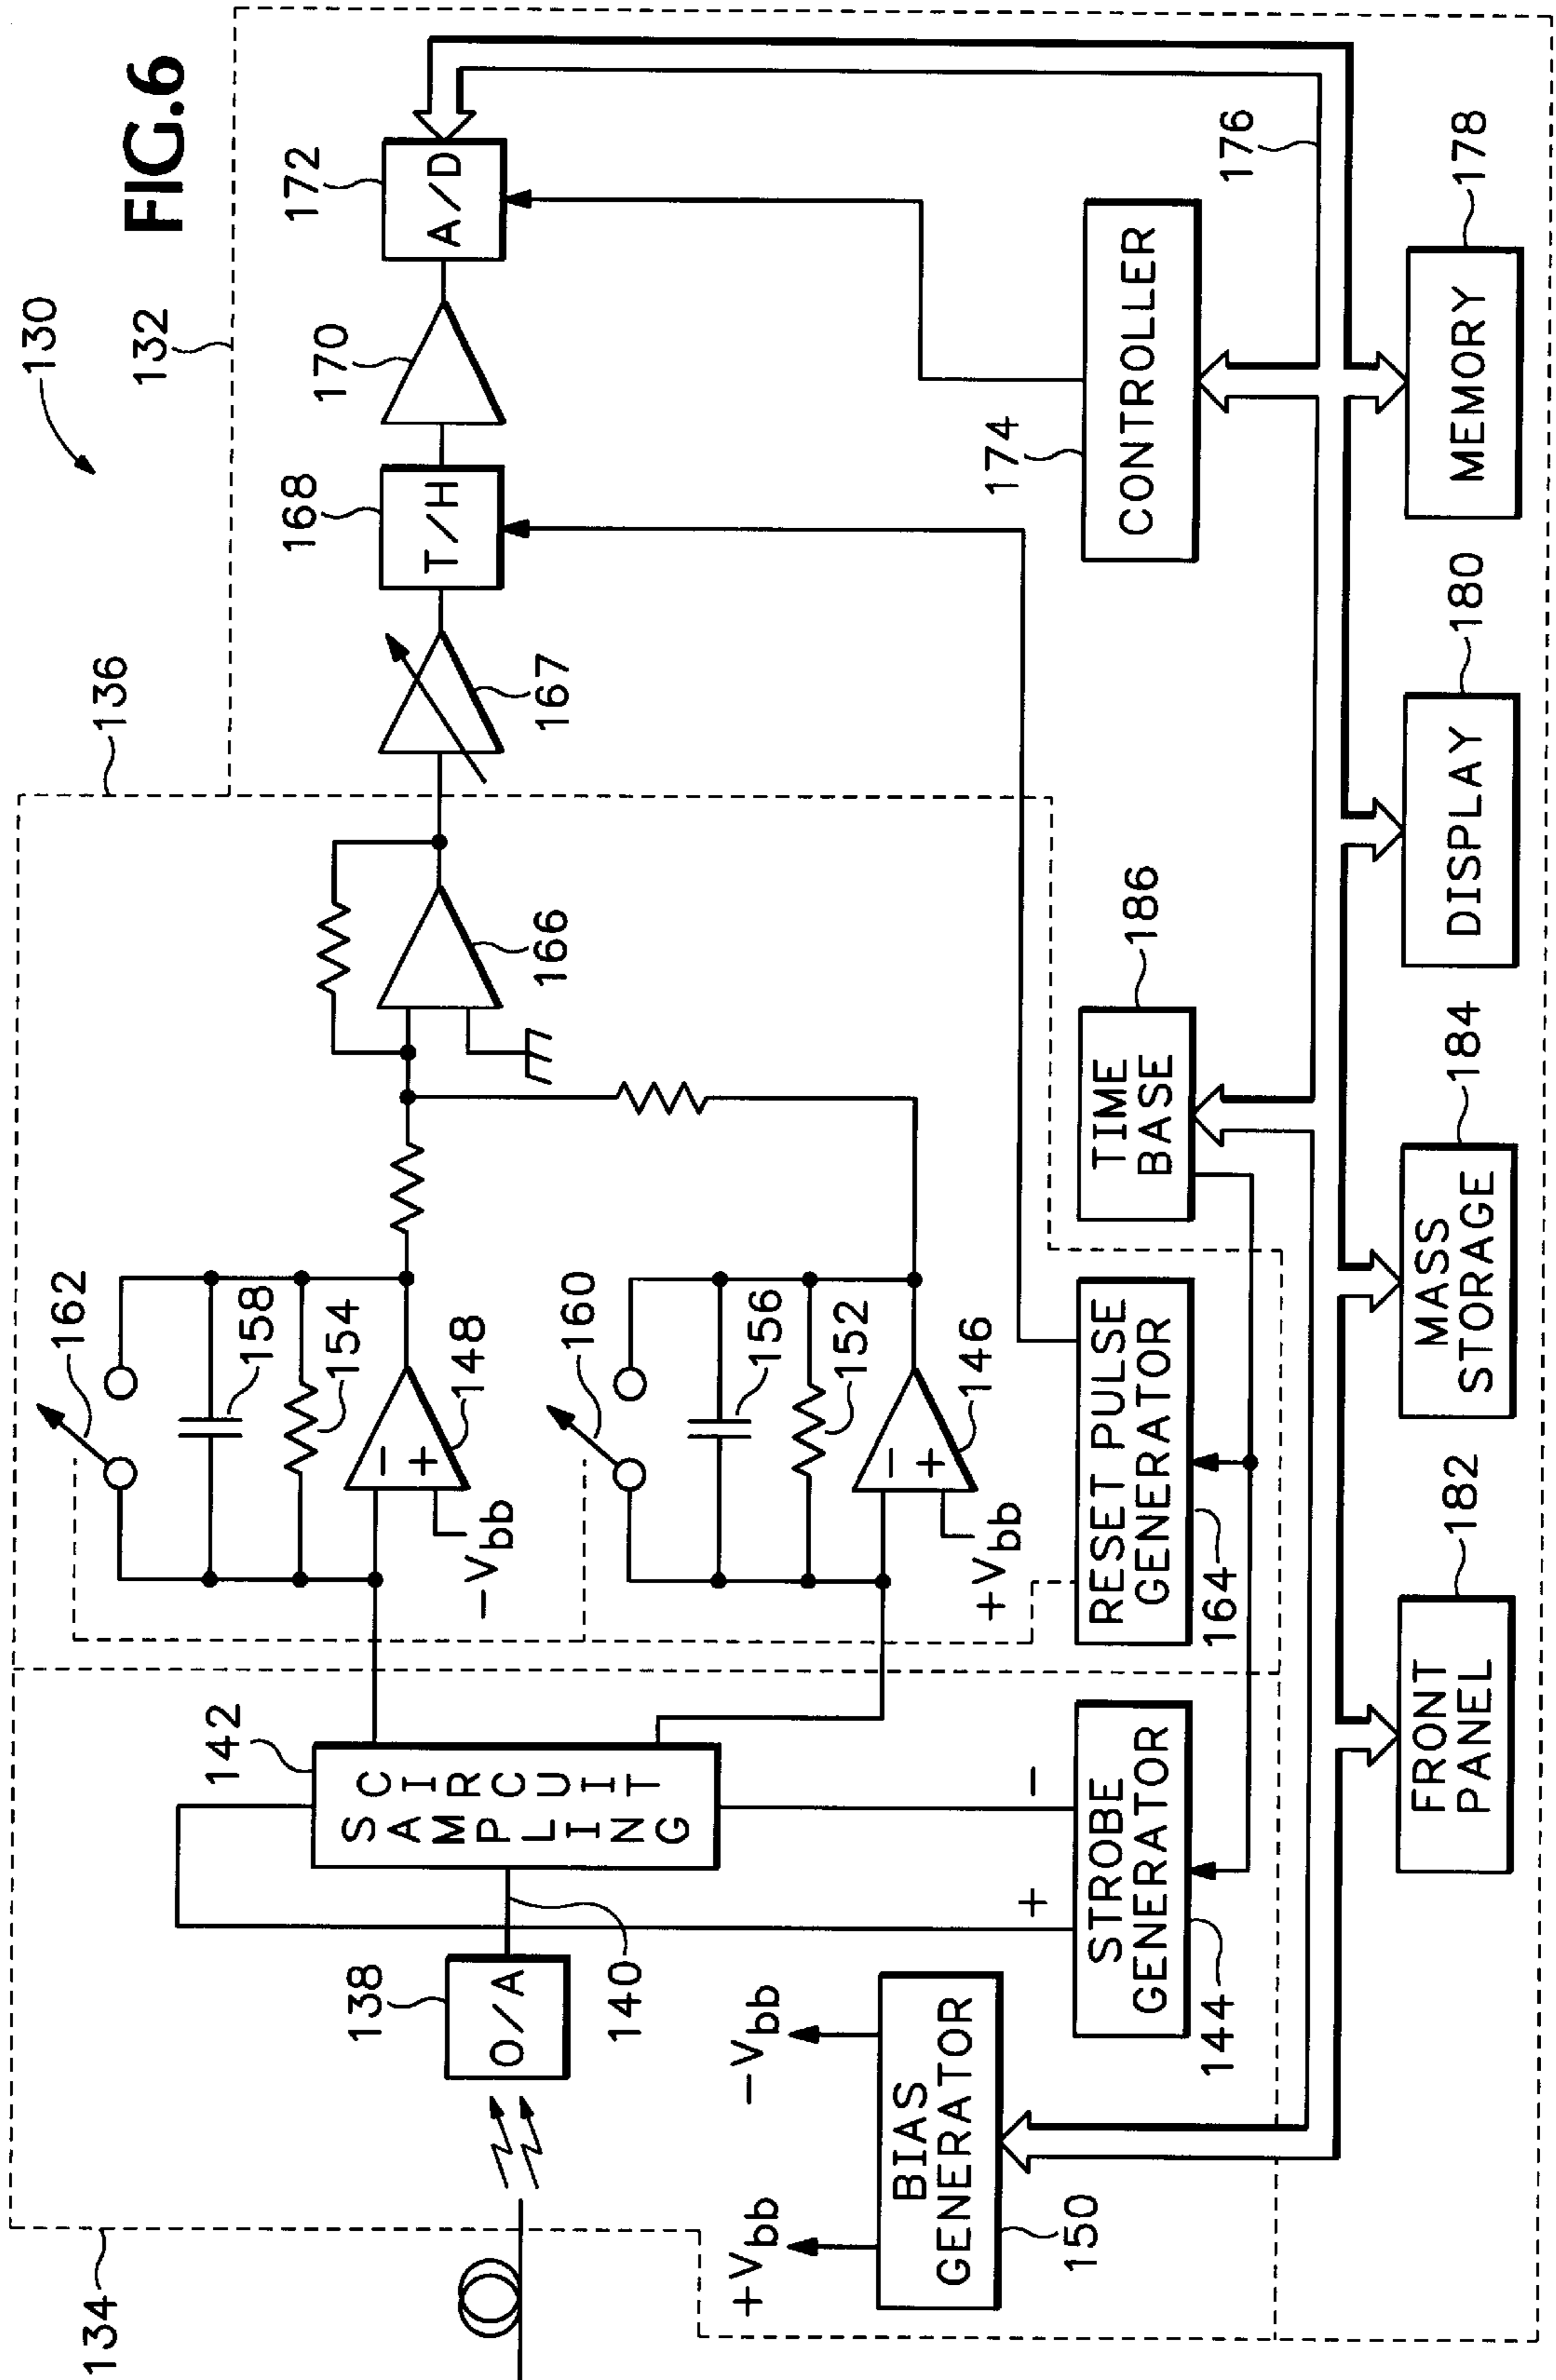 FIG.6
130
132
134
136
O/A
138
140
SAMPLING
CIRCUIT
142
162
158
154
−
+
148
−Vbb
160
156
152
−
+
146
+Vbb
166
167
T/H
168
170
A/D
172
+Vbb
−Vbb
BIAS
GENERATOR
150
+
−
STROBE
GENERATOR
144
RESET PULSE
GENERATOR
164
TIME
BASE
186
CONTROLLER
174
176
FRONT
PANEL
182
MASS
STORAGE
184
DISPLAY
180
MEMORY
178